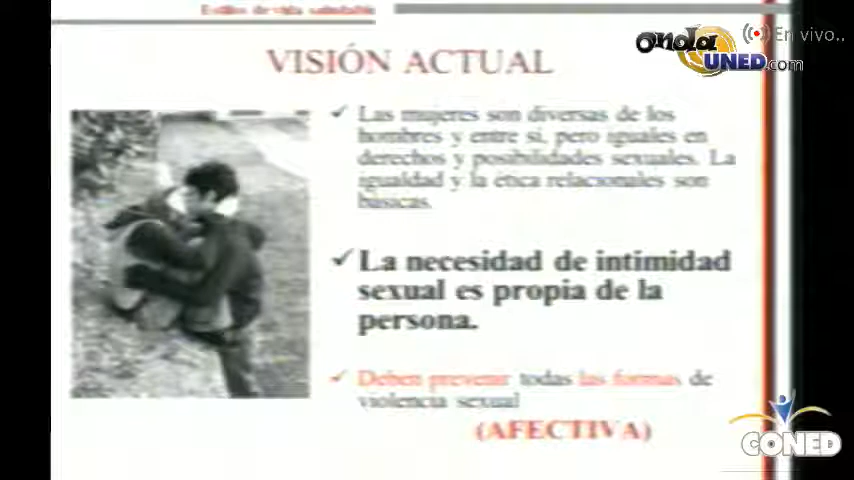 Estilos de vida saludable
onda
UNED.com
En vivo..
VISIÓN ACTUAL
✓ Las mujeres son diversas de los
hombres y entre sí, pero iguales en
derechos y posibilidades sexuales. La
igualdad y la ética relacionales son
básicas.
✓ La necesidad de intimidad
sexual es propia de la
persona.
✓ Deben prevenir todas las formas de
violencia sexual
(AFECTIVA)
CONED